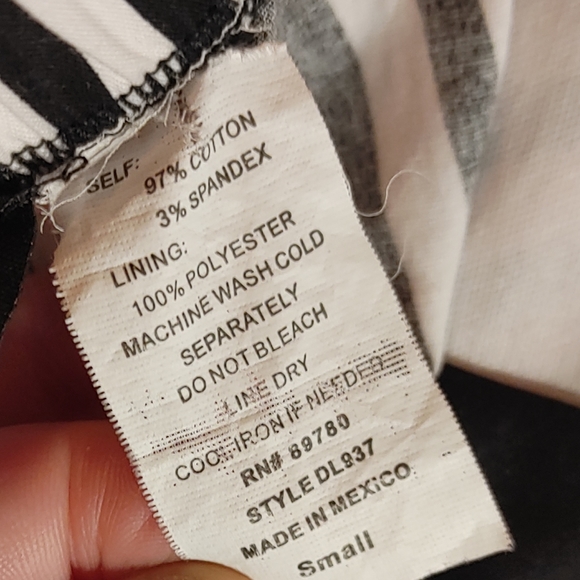 SELF: 97% COTTON
3% SPANDEX
LINING:
100% POLYESTER
MACHINE WASH COLD
SEPARATELY
DO NOT BLEACH
LINE DRY
COOL IRON IF NEEDED
RN# 89780
STYLE DL937
MADE IN MEXICO
Small